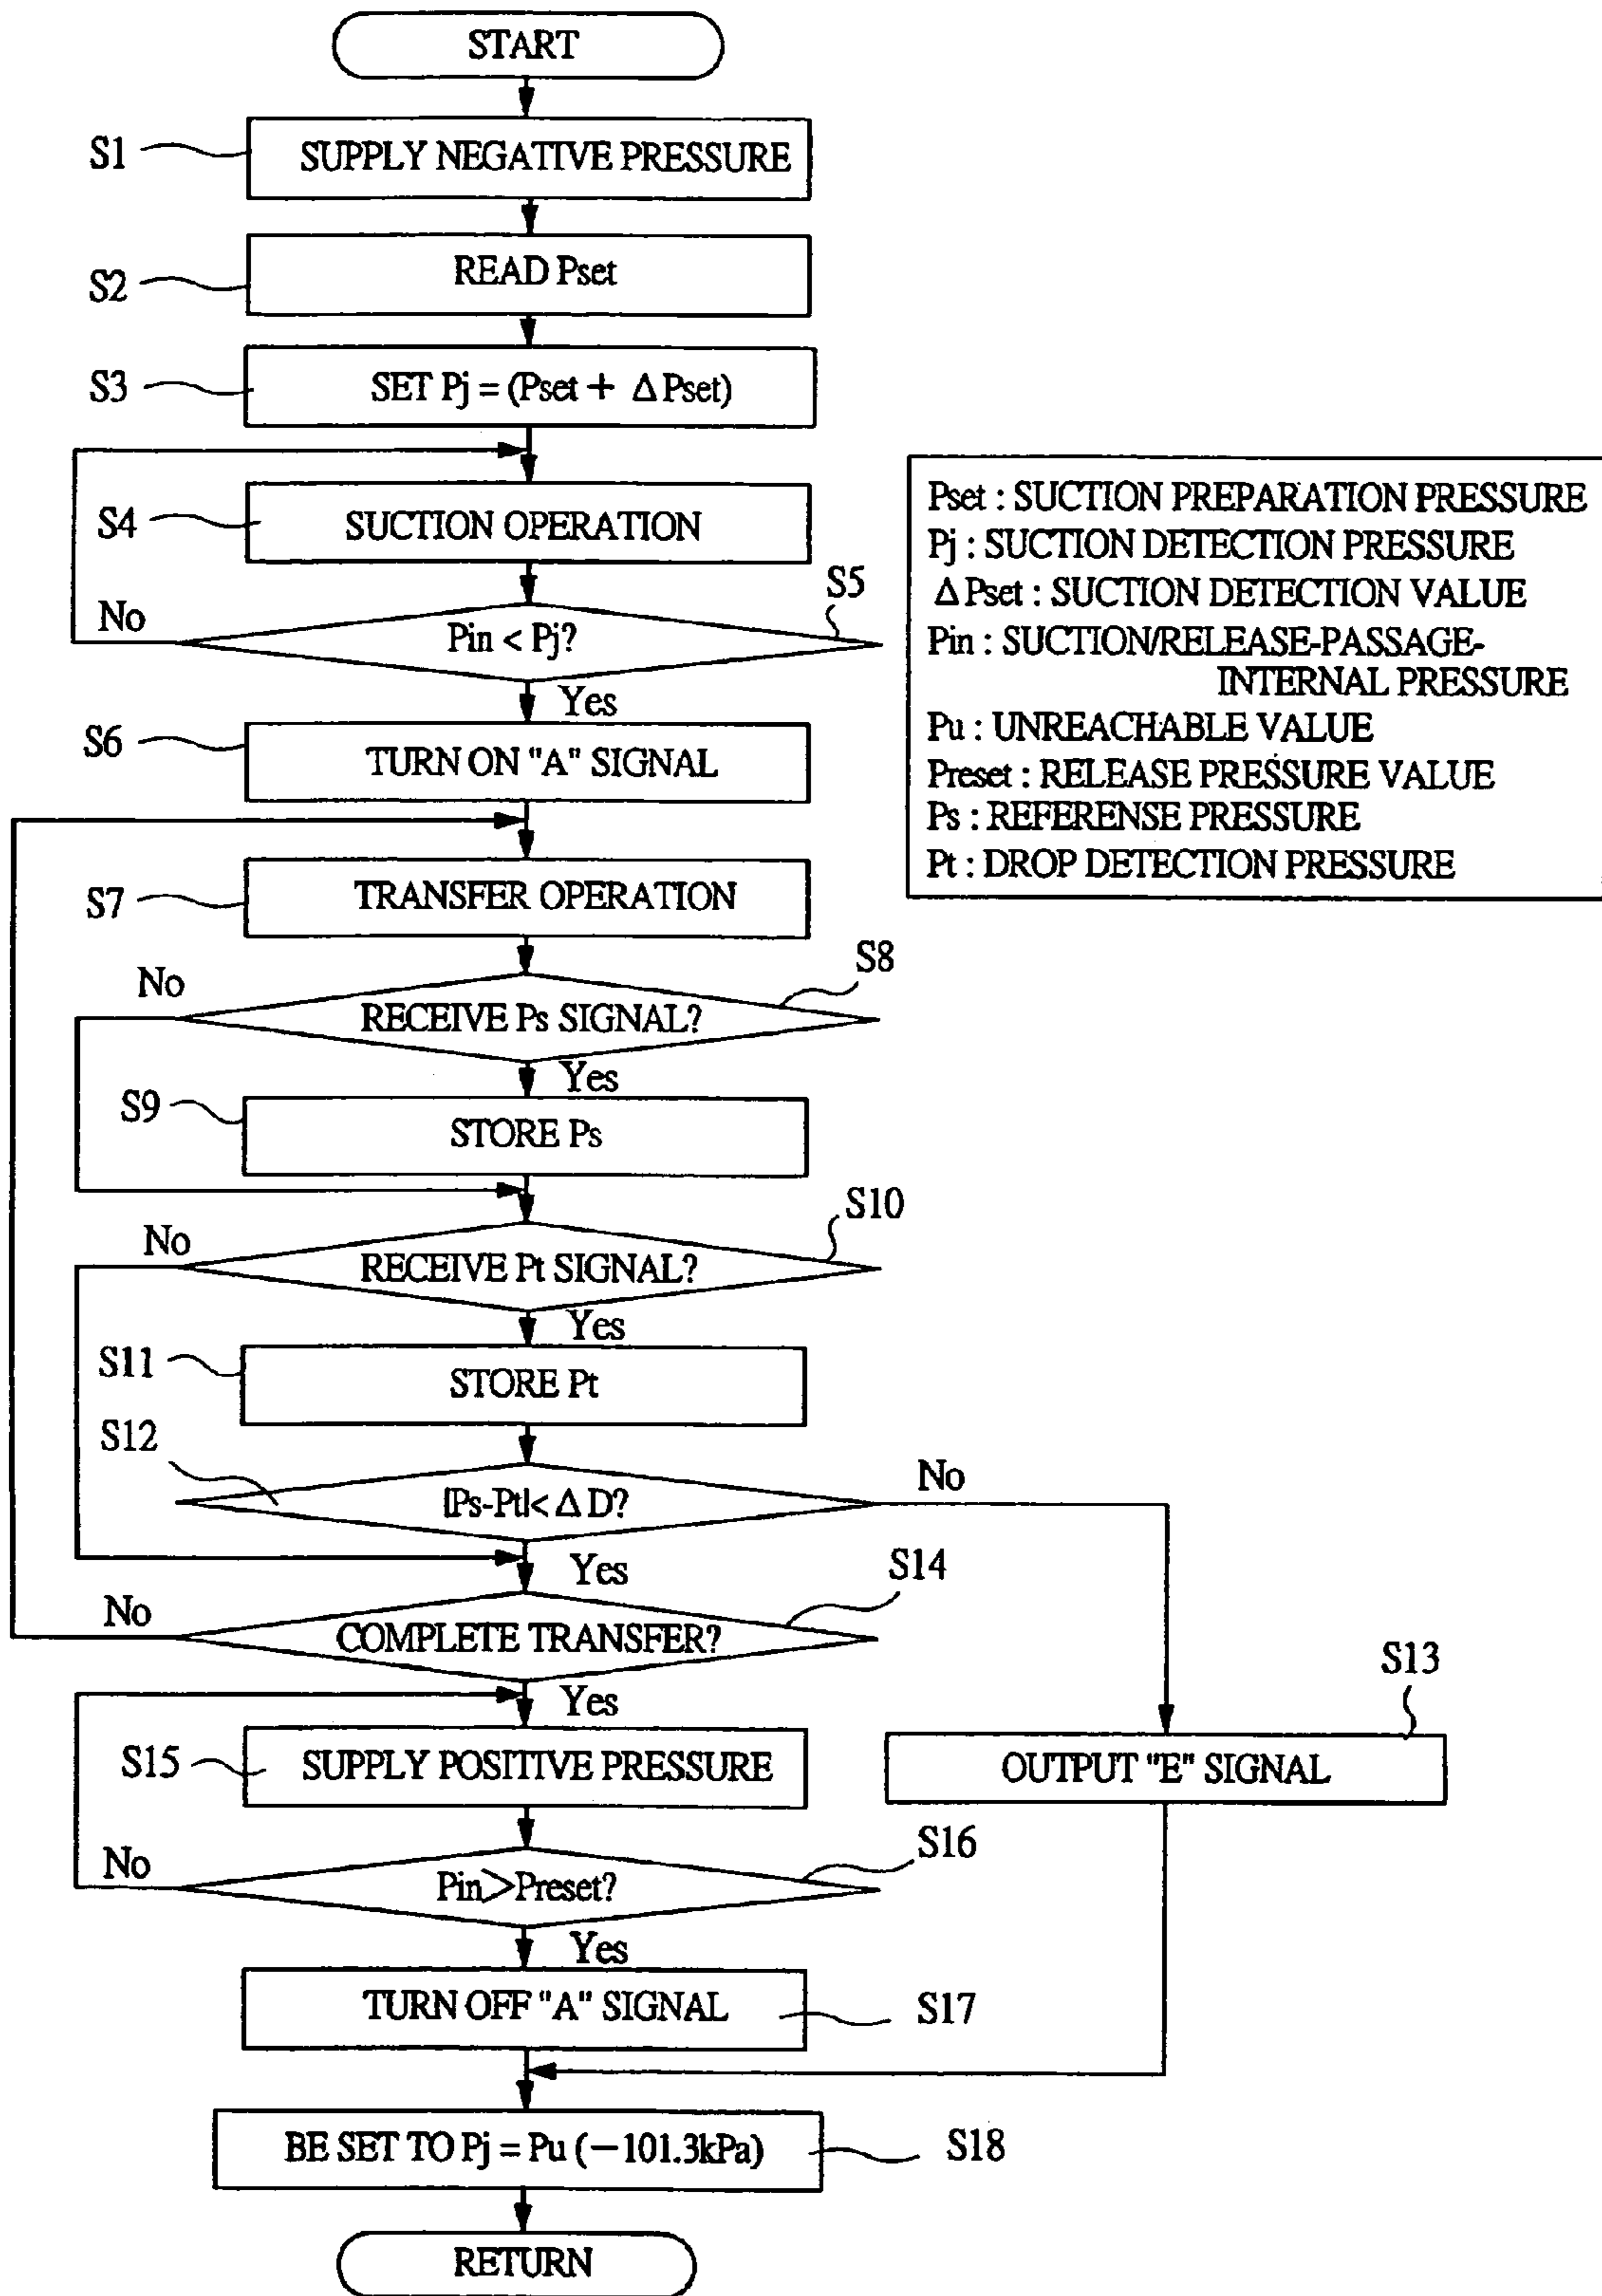 START
S1
SUPPLY NEGATIVE PRESSURE
S2
READ Pset
S3
SET Pj = (Pset + Δ Pset)
S4
SUCTION OPERATION
S5
No
Pin < Pj?
Yes
S6
TURN ON "A" SIGNAL
S7
TRANSFER OPERATION
S8
No
RECEIVE Ps SIGNAL?
Yes
S9
STORE Ps
S10
No
RECEIVE Pt SIGNAL?
Yes
S11
STORE Pt
S12
|Ps-Pt|< Δ D?
No
Yes
S14
No
COMPLETE TRANSFER?
S13
OUTPUT "E" SIGNAL
Yes
S15
SUPPLY POSITIVE PRESSURE
S16
No
Pin>Preset?
Yes
TURN OFF "A" SIGNAL
S17
BE SET TO Pj = Pu (−101.3kPa)
S18
RETURN
Pset : SUCTION PREPARATION PRESSURE
Pj : SUCTION DETECTION PRESSURE
Δ Pset : SUCTION DETECTION VALUE
Pin : SUCTION/RELEASE-PASSAGE-
INTERNAL PRESSURE
Pu : UNREACHABLE VALUE
Preset : RELEASE PRESSURE VALUE
Ps : REFERENSE PRESSURE
Pt : DROP DETECTION PRESSURE